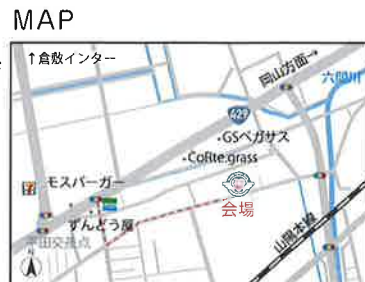 MAP
↑倉敷インター
岡山方面→
六間川
429
•GSペガサス
•CoRte.grass
モスバーガー
会場
ずんどう屋
山陽本線